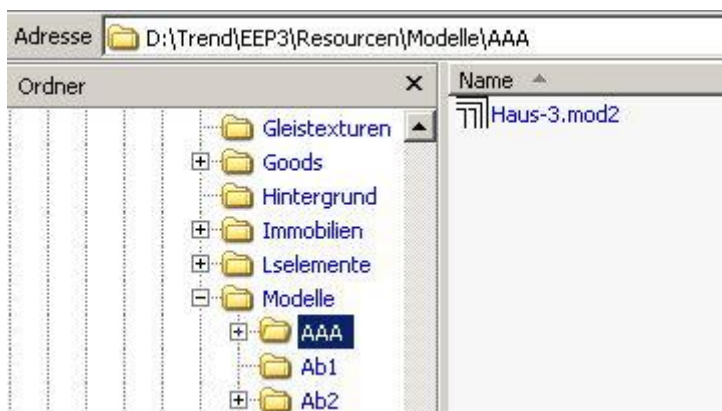 Adresse D:\Trend\EEP3\Resourcen\Modelle\AAA
Ordner
Name
Gleistexturen
Goods
Hintergrund
Immobilien
Lselemente
Modelle
AAA
Ab1
Ab2
Haus-3.mod2